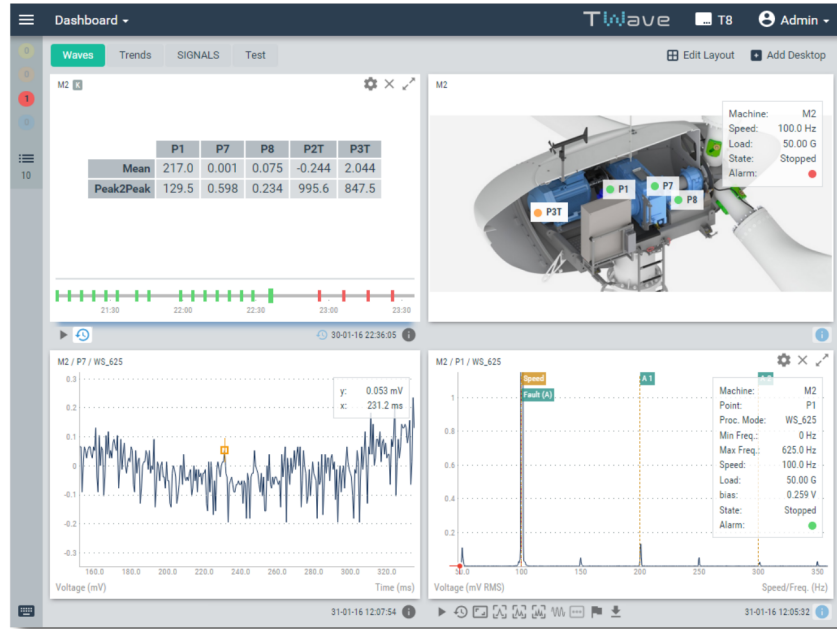 Dashboard
TWave
T8
Admin
0
0
1
0
10
Waves Trends SIGNALS Test
Edit Layout Add Desktop
M2 K
P1 P7 P8 P2T P3T
Mean 217.0 0.001 0.075 -0.244 2.044
Peak2Peak 129.5 0.598 0.234 995.6 847.5
21:30 22:00 22:30 23:00 23:30
30-01-16 22:36:05
M2
Machine: M2
Speed: 100.0 Hz
Load: 50.00 G
State: Stopped
Alarm:
P1
P7
P8
P3T
M2 / P7 / WS_625
y: 0.053 mV
x: 231.2 ms
0.3
0.2
0.1
0
-0.1
-0.2
-0.3
160.0 180.0 200.0 220.0 240.0 260.0 280.0 300.0 320.0
Voltage (mV) Time (ms)
31-01-16 12:07:54
M2 / P1 / WS_625
Speed
Fault (A)
A 1
Machine: M2
Point: P1
Proc. Mode: WS_625
Min Freq.: 0 Hz
Max Freq.: 625.0 Hz
Speed: 100.0 Hz
Load: 50.00 G
bias: 0.259 V
State: Stopped
Alarm:
1
0.8
0.6
0.4
0.2
50.0 100 150 200 250 300 350
Voltage (mV RMS) Speed/Freq. (Hz)
31-01-16 12:05:32